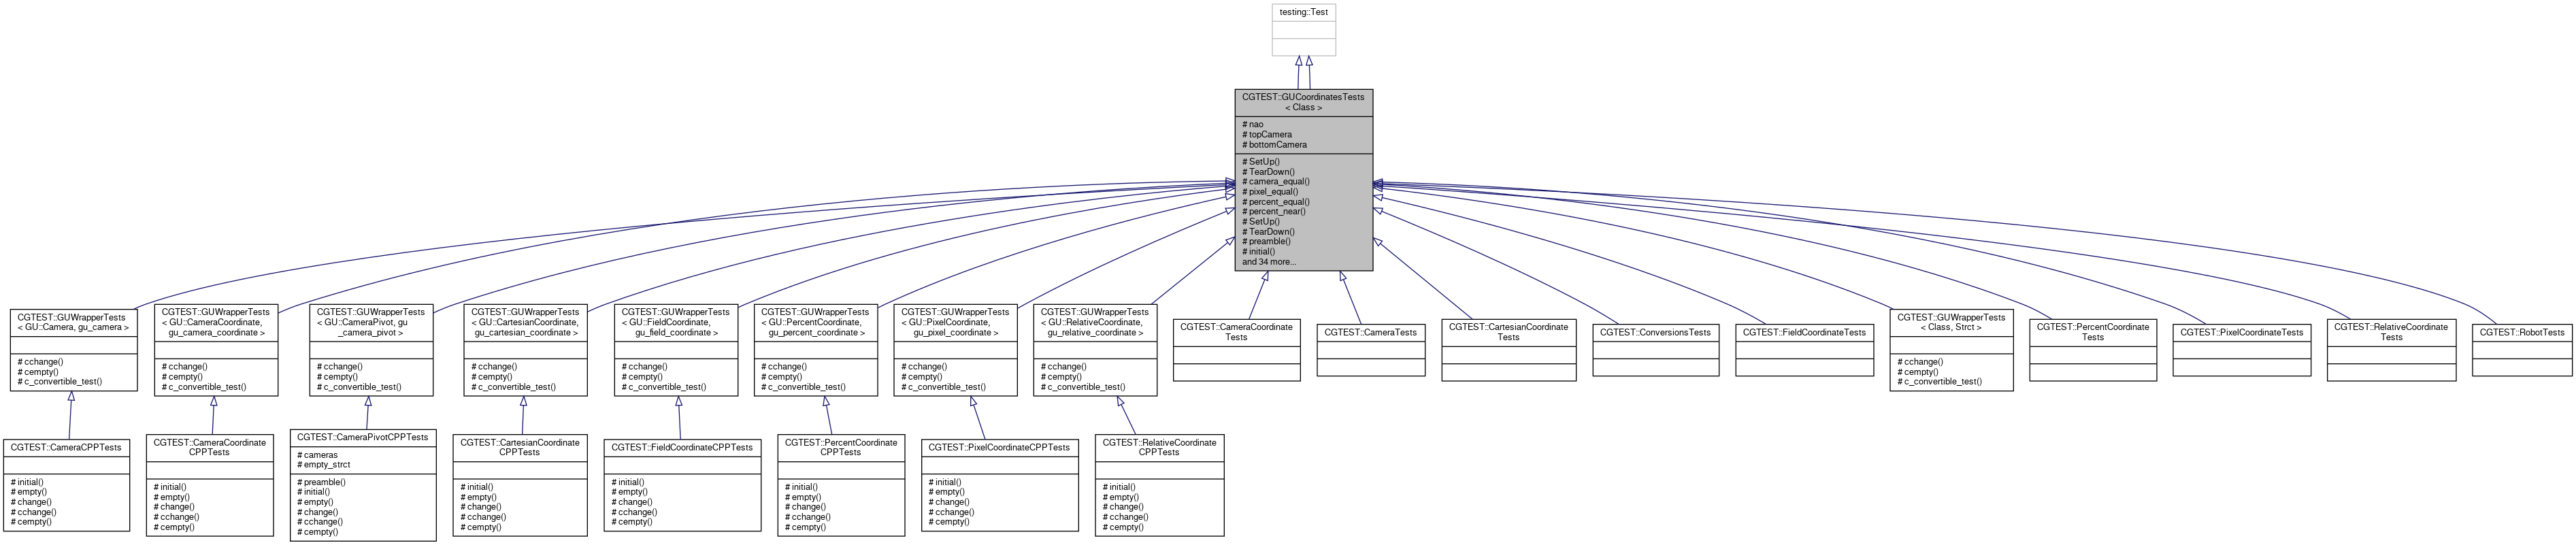 testing::Test
CGTEST::GUCoordinatesTests
< Class >
# nao
# topCamera
# bottomCamera
# SetUp()
# TearDown()
# camera_equal()
# pixel_equal()
# percent_equal()
# percent_near()
# SetUp()
# TearDown()
# preamble()
# initial()
and 34 more...
CGTEST::GUWrapperTests
< GU::Camera, gu_camera >
# cchange()
# cempty()
# c_convertible_test()
CGTEST::GUWrapperTests
< GU::CameraCoordinate,
gu_camera_coordinate >
# cchange()
# cempty()
# c_convertible_test()
CGTEST::GUWrapperTests
< GU::CameraPivot, gu
_camera_pivot >
# cchange()
# cempty()
# c_convertible_test()
CGTEST::GUWrapperTests
< GU::CartesianCoordinate,
gu_cartesian_coordinate >
# cchange()
# cempty()
# c_convertible_test()
CGTEST::GUWrapperTests
< GU::FieldCoordinate,
gu_field_coordinate >
# cchange()
# cempty()
# c_convertible_test()
CGTEST::GUWrapperTests
< GU::PercentCoordinate,
gu_percent_coordinate >
# cchange()
# cempty()
# c_convertible_test()
CGTEST::GUWrapperTests
< GU::PixelCoordinate,
gu_pixel_coordinate >
# cchange()
# cempty()
# c_convertible_test()
CGTEST::GUWrapperTests
< GU::RelativeCoordinate,
gu_relative_coordinate >
# cchange()
# cempty()
# c_convertible_test()
CGTEST::CameraCoordinate
Tests
CGTEST::CameraTests
CGTEST::CartesianCoordinate
Tests
CGTEST::ConversionsTests
CGTEST::FieldCoordinateTests
CGTEST::GUWrapperTests
< Class, Strct >
# cchange()
# cempty()
# c_convertible_test()
CGTEST::PercentCoordinate
Tests
CGTEST::PixelCoordinateTests
CGTEST::RelativeCoordinate
Tests
CGTEST::RobotTests
CGTEST::CameraCPPTests
# initial()
# empty()
# change()
# cchange()
# cempty()
CGTEST::CameraCoordinate
CPPTests
# initial()
# empty()
# change()
# cchange()
# cempty()
CGTEST::CameraPivotCPPTests
# cameras
# empty_strct
# preamble()
# initial()
# empty()
# change()
# cchange()
# cempty()
CGTEST::CartesianCoordinate
CPPTests
# initial()
# empty()
# change()
# cchange()
# cempty()
CGTEST::FieldCoordinateCPPTests
# initial()
# empty()
# change()
# cchange()
# cempty()
CGTEST::PercentCoordinate
CPPTests
# initial()
# empty()
# change()
# cchange()
# cempty()
CGTEST::PixelCoordinateCPPTests
# initial()
# empty()
# change()
# cchange()
# cempty()
CGTEST::RelativeCoordinate
CPPTests
# initial()
# empty()
# change()
# cchange()
# cempty()